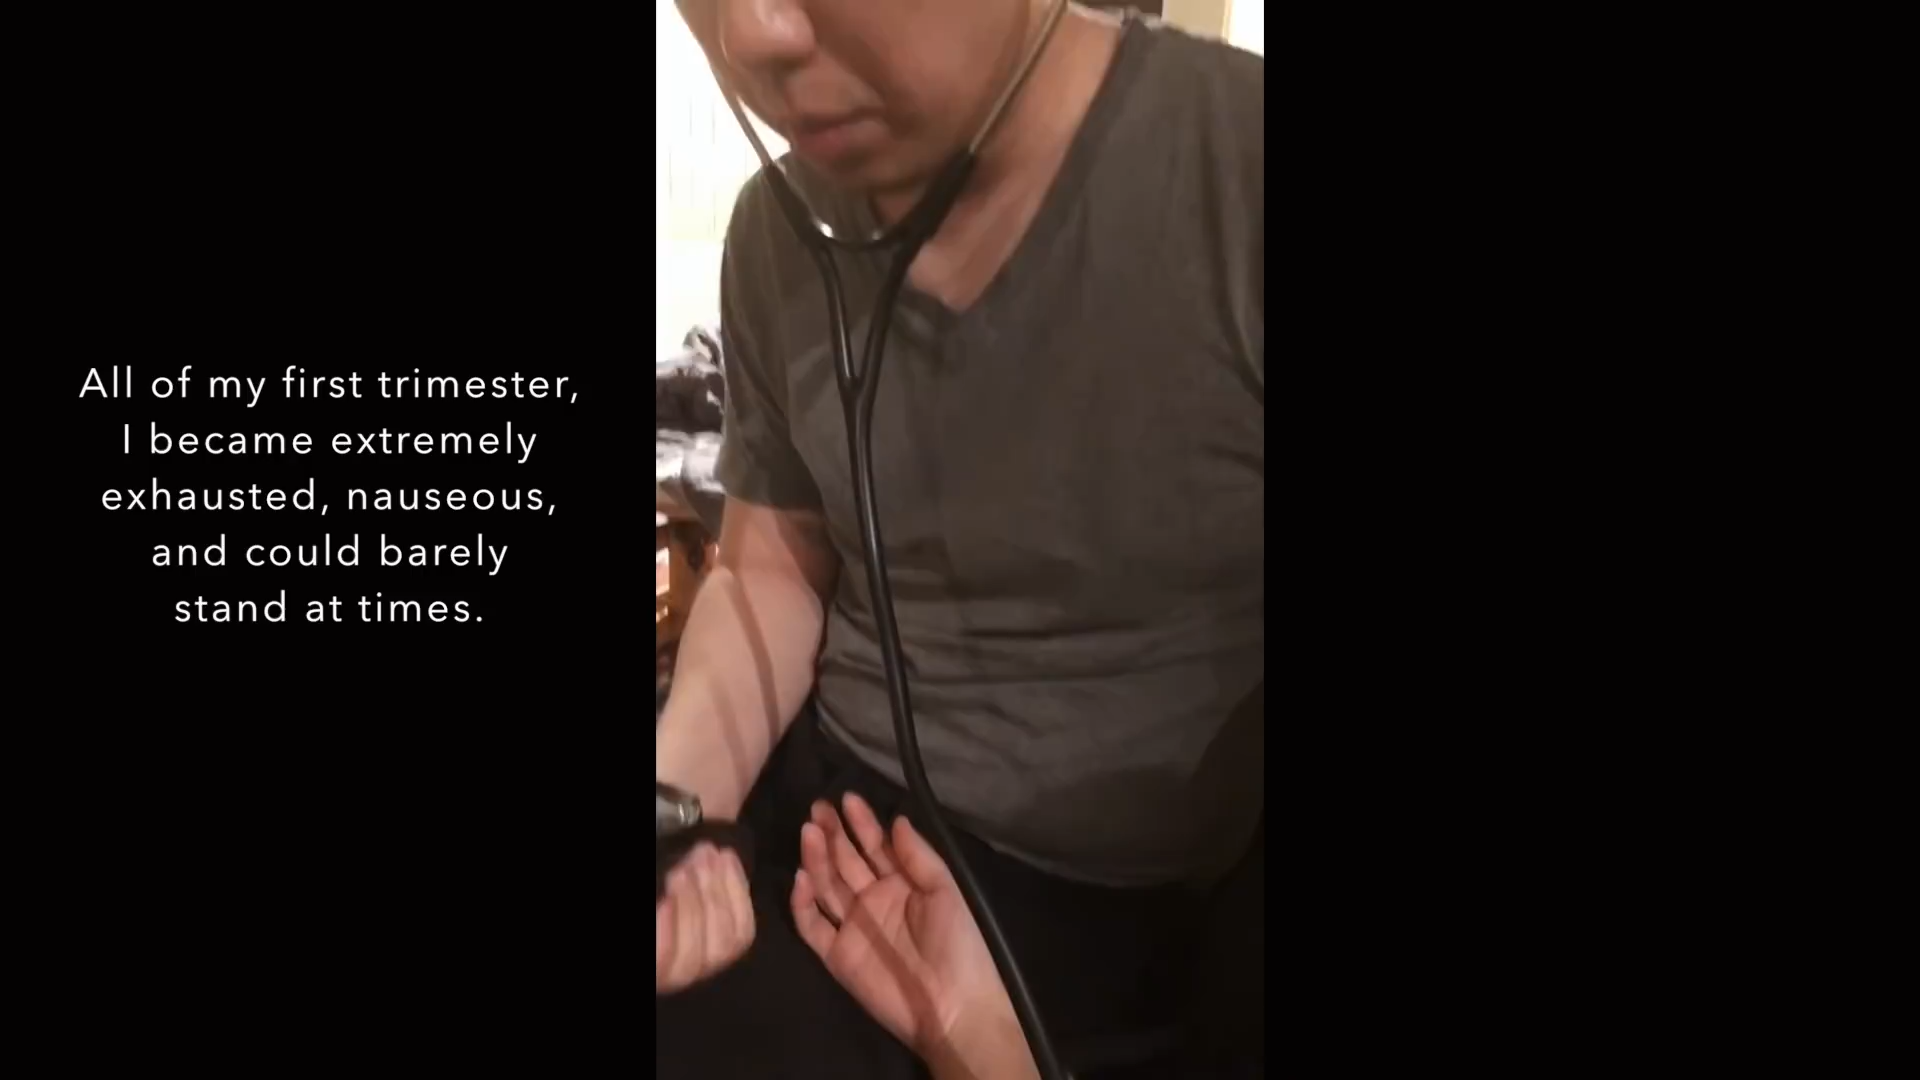 All of my first trimester,
I became extremely
exhausted, nauseous,
and could barely
stand at times.